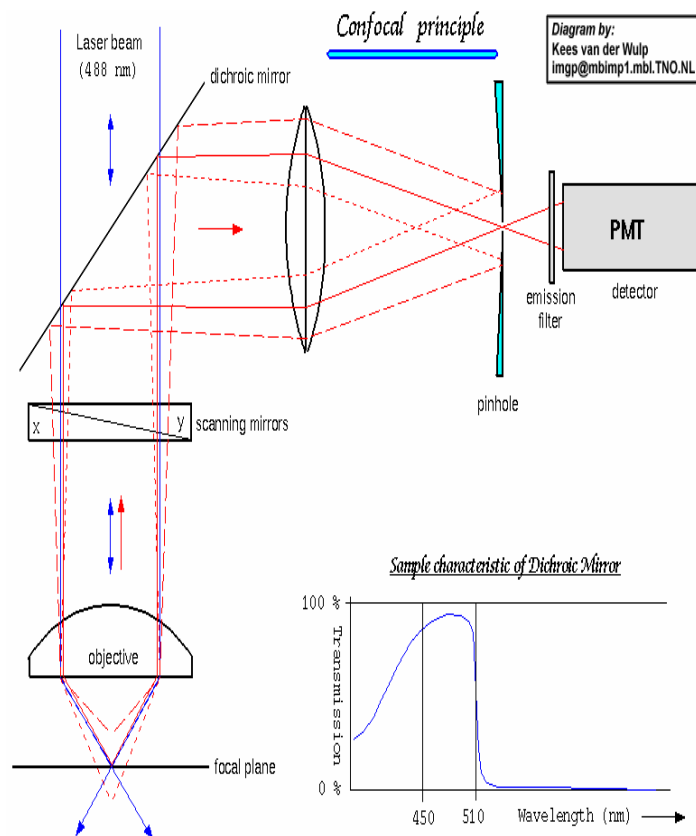 Confocal principle
Diagram by:
Kees van der Wulp
imgp@mbimp1.mbl.TNO.NL
Laser beam
(488 nm)
dichroic mirror
PMT
detector
emission
filter
pinhole
x
y
scanning mirrors
objective
focal plane
Sample characteristic of Dichroic Mirror
100 %
Transmission
0 %
450
510
Wavelength (nm)